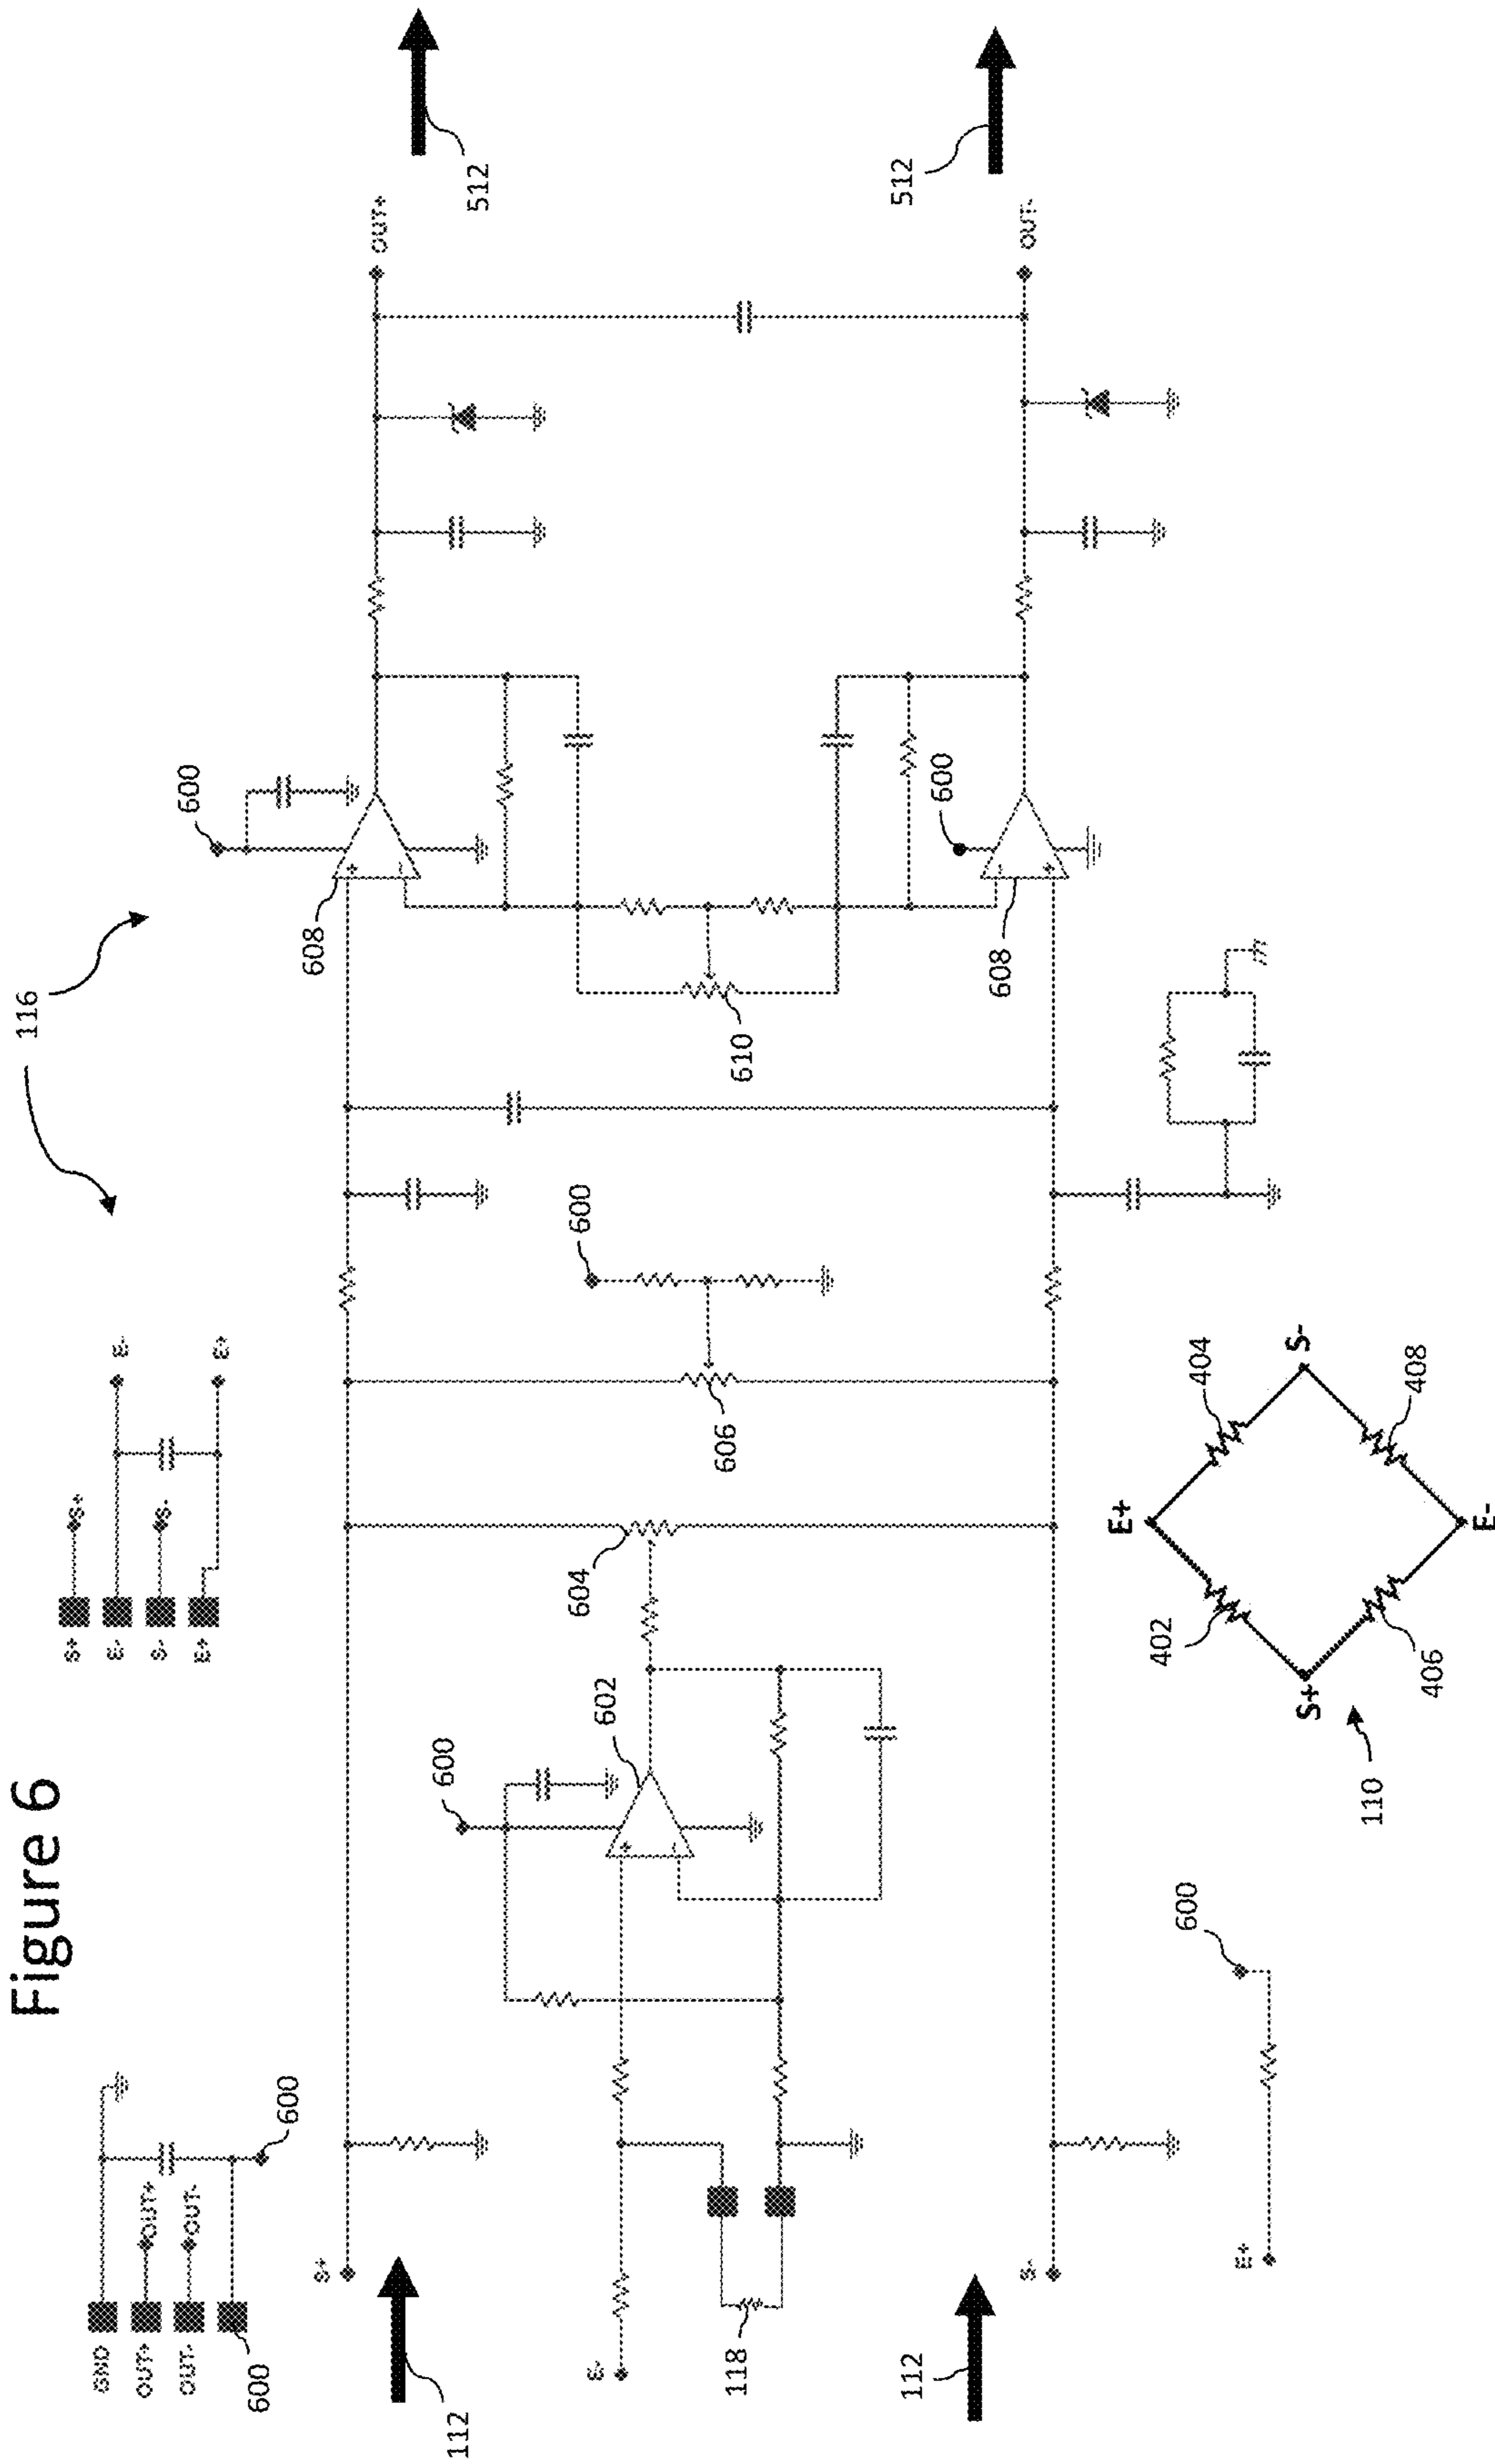 Figure 6
116
GND
OUT+
OUT-
600
OUT+
OUT-
600
S+
E-
S-
E+
S+
S-
E-
E+
S+
112
E-
118
112
S-
600
602
604
606
600
608
600
610
608
600
OUT+
512
512
OUT-
E+
600
110
E+
S+
S-
E-
402
404
406
408